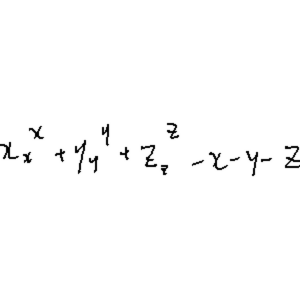 $x_x^x + y_y^y + z_z^z - x - y - z$